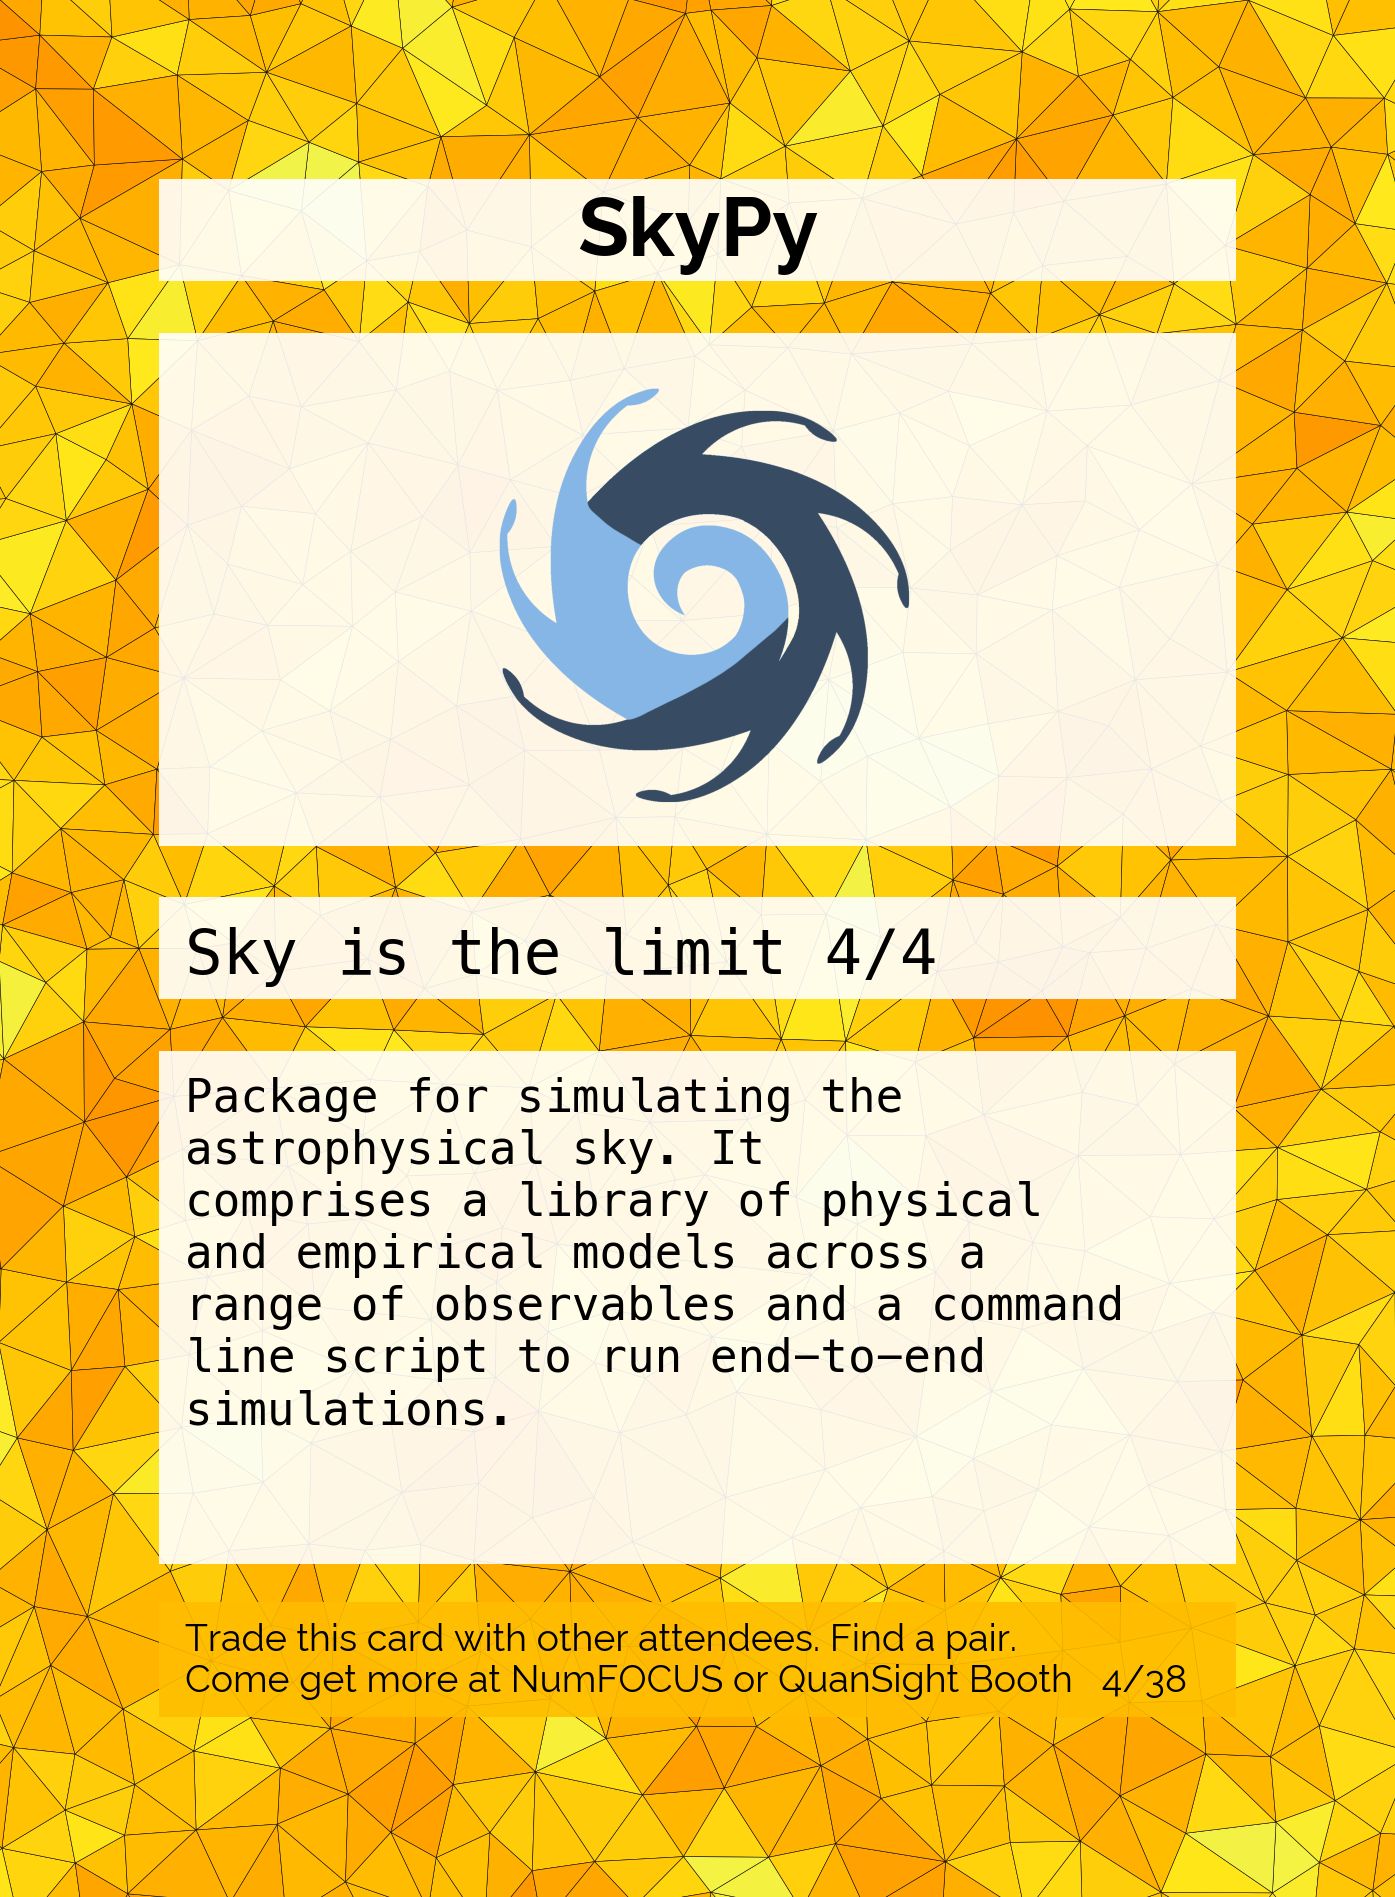 SkyPy
Sky is the limit 4/4
Package for simulating the
astrophysical sky. It
comprises a library of physical
and empirical models across a
range of observables and a command
line script to run end-to-end
simulations.
Trade this card with other attendees. Find a pair.
Come get more at NumFOCUS or QuanSight Booth 4/38